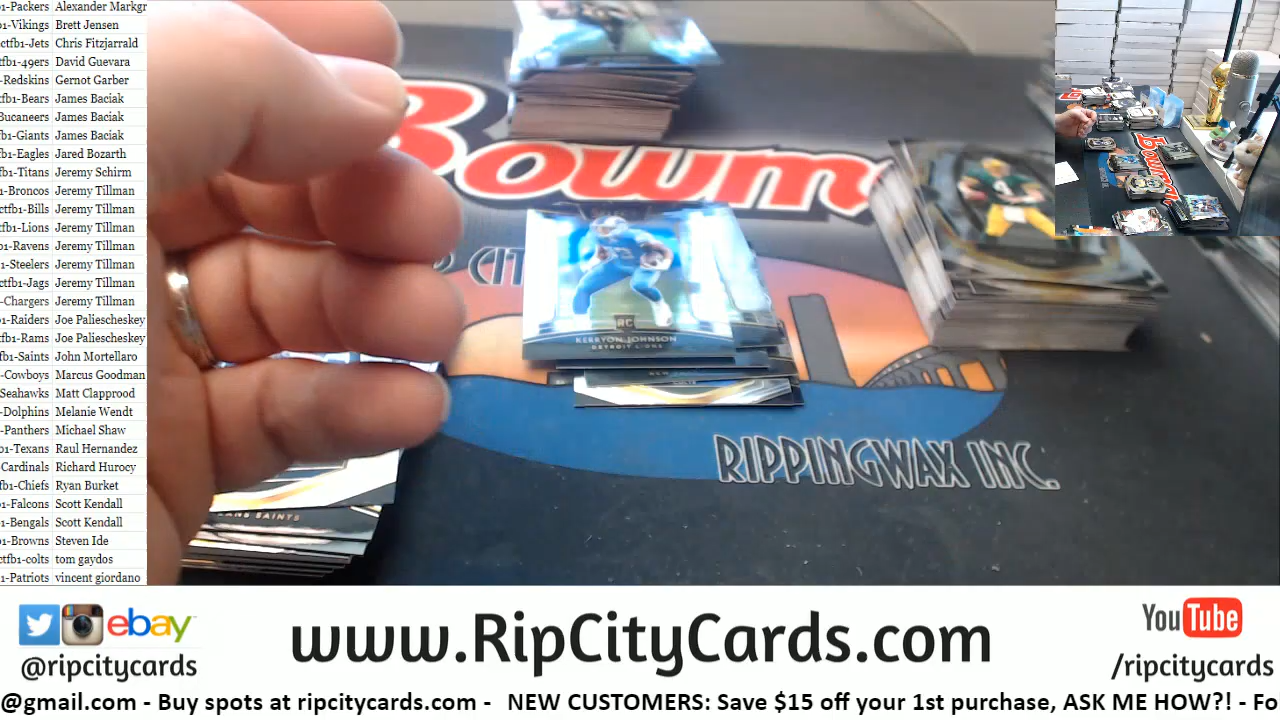 1-Packers Alexander Markgr
1-Vikings Brett Jensen
ctfb1-Jets Chris Fitzjarrald
tfb1-49ers David Guevara
-Redskins Gernot Garber
tfb1-Bears James Baciak
Bucaneers James Baciak
fb1-Giants James Baciak
b1-Eagles Jared Bozarth
fb1-Titans Jeremy Schirm
1-Broncos Jeremy Tillman
ctfb1-Bills Jeremy Tillman
tfb1-Lions Jeremy Tillman
1-Ravens Jeremy Tillman
1-Steelers Jeremy Tillman
ctfb1-Jags Jeremy Tillman
-Chargers Jeremy Tillman
1-Raiders Joe Paliescheskey
fb1-Rams Joe Paliescheskey
b1-Saints John Mortellaro
-Cowboys Marcus Goodman
Seahawks Matt Clapprood
-Dolphins Melanie Wendt
-Panthers Michael Shaw
b1-Texans Raul Hernandez
-Cardinals Richard Hurocy
fb1-Chiefs Ryan Burket
1-Falcons Scott Kendall
1-Bengals Scott Kendall
1-Browns Steven Ide
ctfb1-colts tom gaydos
1-Patriots vincent giordano
Bowma
CIT
RC
KERRYON JOHNSON
DETROIT LIONS
RIPPINGWAX INC.
SAINTS
ebay
@ripcitycards
www.RipCityCards.com
YouTube
/ripcitycards
@gmail.com - Buy spots at ripcitycards.com - NEW CUSTOMERS: Save $15 off your 1st purchase, ASK ME HOW?! - Fo